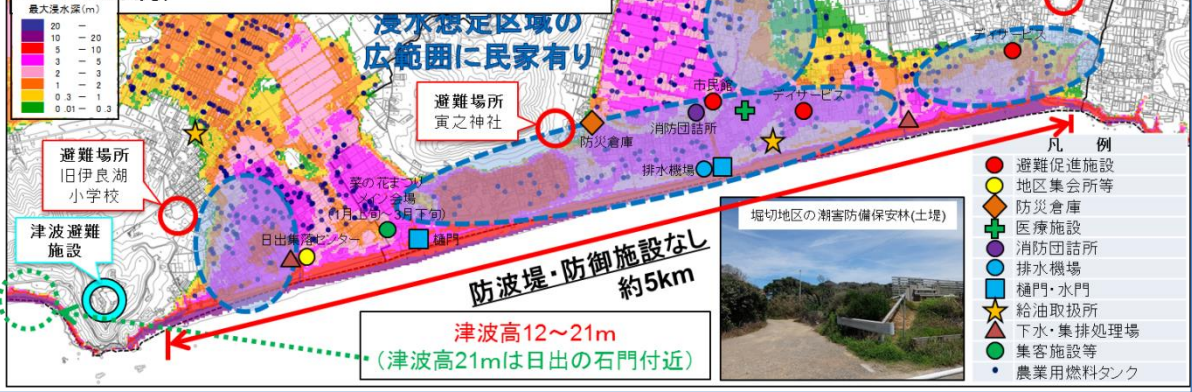 最大浸水深(m)
20 －
10 － 20
5 － 10
3 － 5
2 － 3
1 － 2
0.3 － 1
0.01 － 0.3
浸水想定区域の
広範囲に民家有り
避難場所
寅之神社
避難場所
旧伊良湖
小学校
津波避難
施設
防災倉庫
市民館
消防団詰所
デイサービス
デイサービス
排水機場
菜の花まつり
メイン会場
(1月上旬～3月下旬)
日出集落センター
樋門
防波堤・防御施設なし
約5km
津波高12～21m
(津波高21mは日出の石門付近)
堀切地区の潮害防備保安林(土堤)
凡 例
避難促進施設
地区集会所等
防災倉庫
医療施設
消防団詰所
排水機場
樋門・水門
給油取扱所
下水・集排処理場
集客施設等
農業用燃料タンク